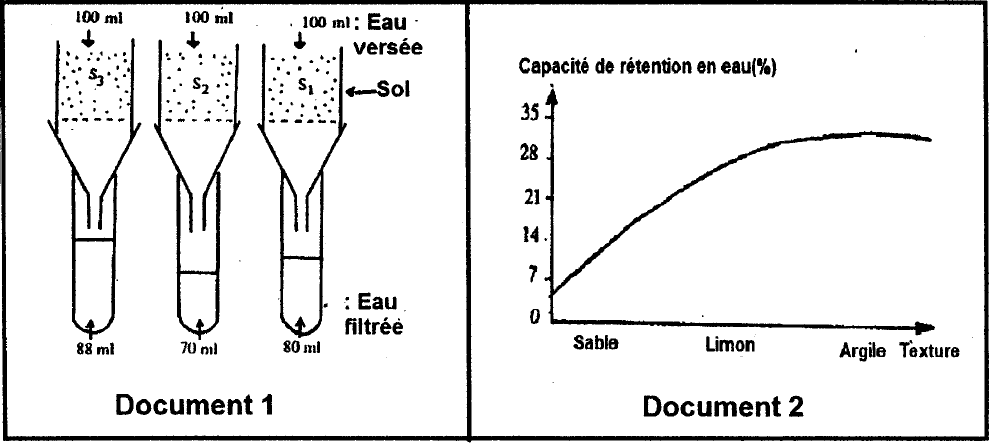 100 ml 100 ml 100 ml : Eau
versée
S3 S2 S1 Sol
: Eau
filtrée
88 ml 70 ml 80 ml
Document 1
Capacité de rétention en eau(%)
35
28
21
14
7
0
Sable Limon Argile Texture
Document 2